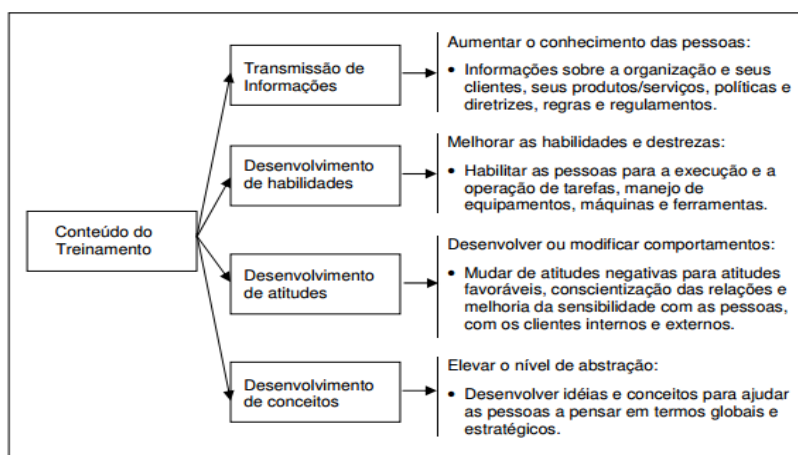 Transmissão de
Informações
Aumentar o conhecimento das pessoas:
• Informações sobre a organização e seus
clientes, seus produtos/serviços, políticas e
diretrizes, regras e regulamentos.
Desenvolvimento
de habilidades
Melhorar as habilidades e destrezas:
• Habilitar as pessoas para a execução e a
operação de tarefas, manejo de
equipamentos, máquinas e ferramentas.
Conteúdo do
Treinamento
Desenvolvimento
de atitudes
Desenvolver ou modificar comportamentos:
• Mudar de atitudes negativas para atitudes
favoráveis, conscientização das relações e
melhoria da sensibilidade com as pessoas,
com os clientes internos e externos.
Desenvolvimento
de conceitos
Elevar o nível de abstração:
• Desenvolver idéias e conceitos para ajudar
as pessoas a pensar em termos globais e
estratégicos.